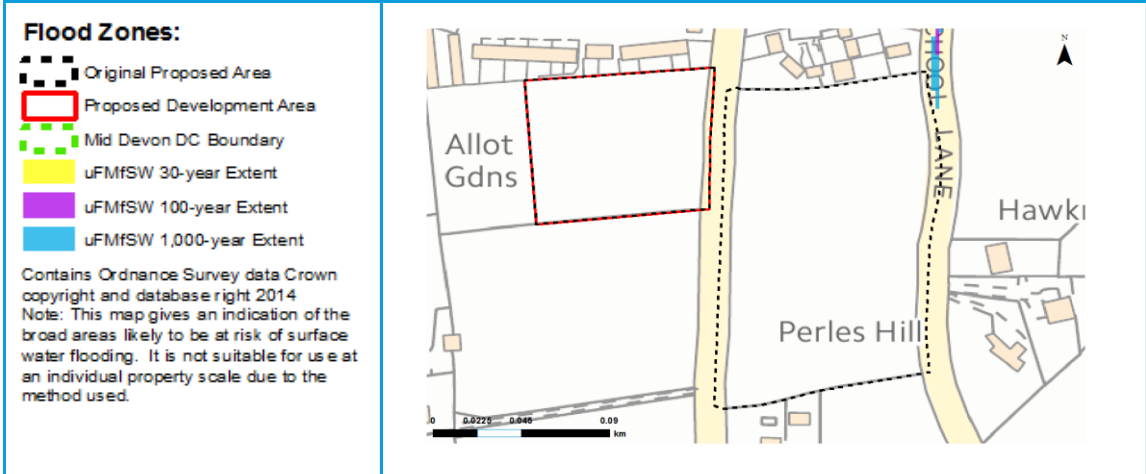 Flood Zones:
Original Proposed Area
Proposed Development Area
Mid Devon DC Boundary
uFMfSW 30-year Extent
uFMfSW 100-year Extent
uFMfSW 1,000-year Extent
Contains Ordnance Survey data Crown
copyright and database right 2014
Note: This map gives an indication of the
broad areas likely to be at risk of surface
water flooding. It is not suitable for use at
an individual property scale due to the
method used.
N
Allot
Gdns
LANE
Hawk
Perles Hill
0 0.0225 0.045 0.09
km